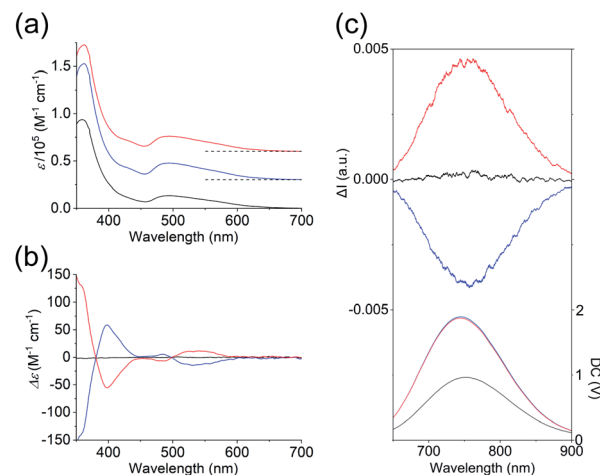 (a)
1.5
1.0
0.5
0.0
ε/10⁵ (M⁻¹ cm⁻¹)
400 500 600 700
Wavelength (nm)
(b)
150
100
50
0
-50
-100
-150
Δε (M⁻¹ cm⁻¹)
400 500 600 700
Wavelength (nm)
(c)
0.005
0.000
-0.005
ΔI (a.u.)
2
1
0
DC (V)
700 800 900
Wavelength (nm)